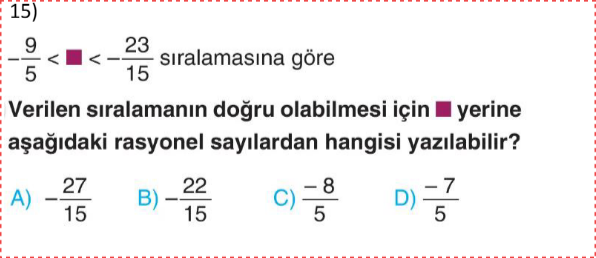 15)
-9/5 < ■ < -23/15 sıralamasına göre
Verilen sıralamanın doğru olabilmesi için ■ yerine
aşağıdaki rasyonel sayılardan hangisi yazılabilir?
A) -27/15 B) -22/15 C) -8/5 D) -7/5